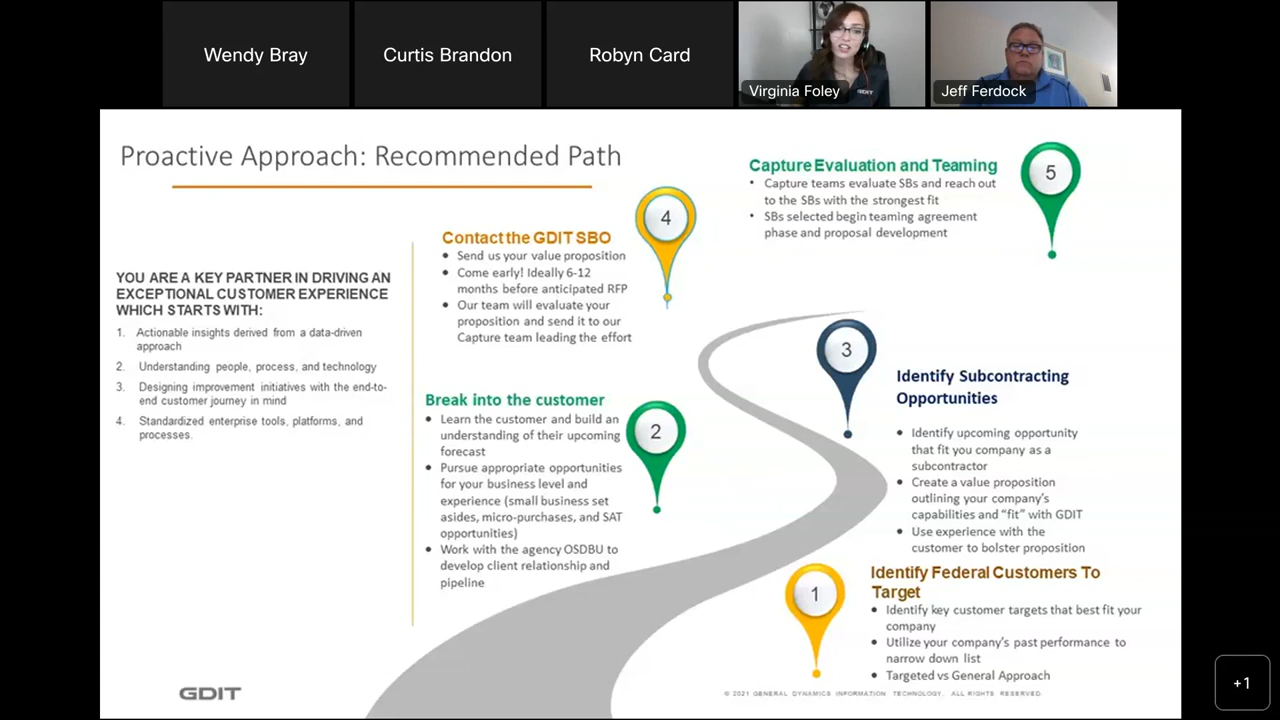 Wendy Bray
Curtis Brandon
Robyn Card
GDIT
Virginia Foley
Jeff Ferdock
Proactive Approach: Recommended Path
YOU ARE A KEY PARTNER IN DRIVING AN
EXCEPTIONAL CUSTOMER EXPERIENCE
WHICH STARTS WITH:
1. Actionable insights derived from a data-driven
approach
2. Understanding people, process, and technology
3. Designing improvement initiatives with the end-to-
end customer journey in mind
4. Standardized enterprise tools, platforms, and
processes.
Contact the GDIT SBO
• Send us your value proposition
• Come early! Ideally 6-12
months before anticipated RFP
• Our team will evaluate your
proposition and send it to our
Capture team leading the effort
4
Break into the customer
• Learn the customer and build an
understanding of their upcoming
forecast
• Pursue appropriate opportunities
for your business level and
experience (small business set
asides, micro-purchases, and SAT
opportunities)
• Work with the agency OSDBU to
develop client relationship and
pipeline
2
Capture Evaluation and Teaming
• Capture teams evaluate SBs and reach out
to the SBs with the strongest fit
• SBs selected begin teaming agreement
phase and proposal development
5
3
Identify Subcontracting
Opportunities
• Identify upcoming opportunity
that fit you company as a
subcontractor
• Create a value proposition
outlining your company's
capabilities and "fit" with GDIT
• Use experience with the
customer to bolster proposition
1
Identify Federal Customers To
Target
• Identify key customer targets that best fit your
company
• Utilize your company's past performance to
narrow down list
• Targeted vs General Approach
GDIT
© 2021 GENERAL DYNAMICS INFORMATION TECHNOLOGY. ALL RIGHTS RESERVED
+1